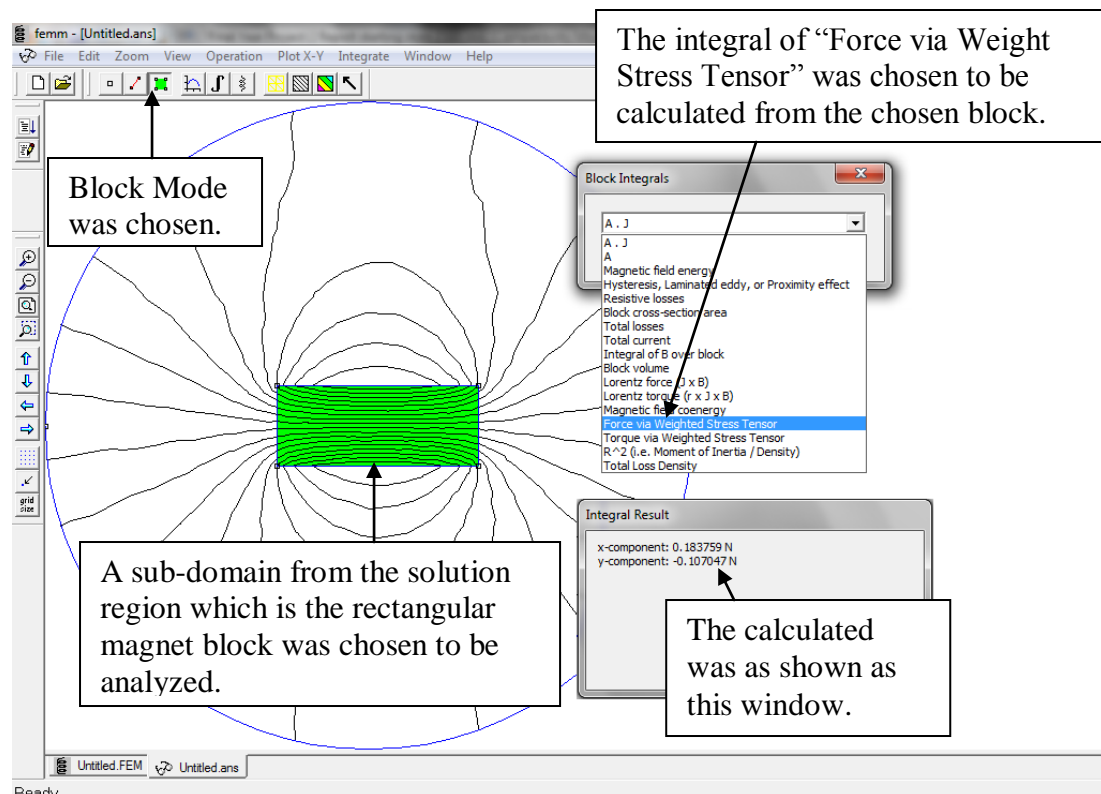 femm - [Untitled.ans]
File Edit Zoom View Operation Plot X-Y Integrate Window Help
The integral of “Force via Weight
Stress Tensor” was chosen to be
calculated from the chosen block.
Block Mode
was chosen.
Block Integrals
A . J
A . J
A
Magnetic field energy
Hysteresis, Laminated eddy, or Proximity effect
Resistive losses
Block cross-section area
Total losses
Total current
Integral of B over block
Block volume
Lorentz force (J x B)
Lorentz torque (r x J x B)
Magnetic field coenergy
Force via Weighted Stress Tensor
Torque via Weighted Stress Tensor
R^2 (i.e. Moment of Inertia / Density)
Total Loss Density
grid
size
Integral Result
x-component: 0.183759 N
y-component: -0.107047 N
A sub-domain from the solution
region which is the rectangular
magnet block was chosen to be
analyzed.
The calculated
was as shown as
this window.
Untitled.FEM Untitled.ans
Ready